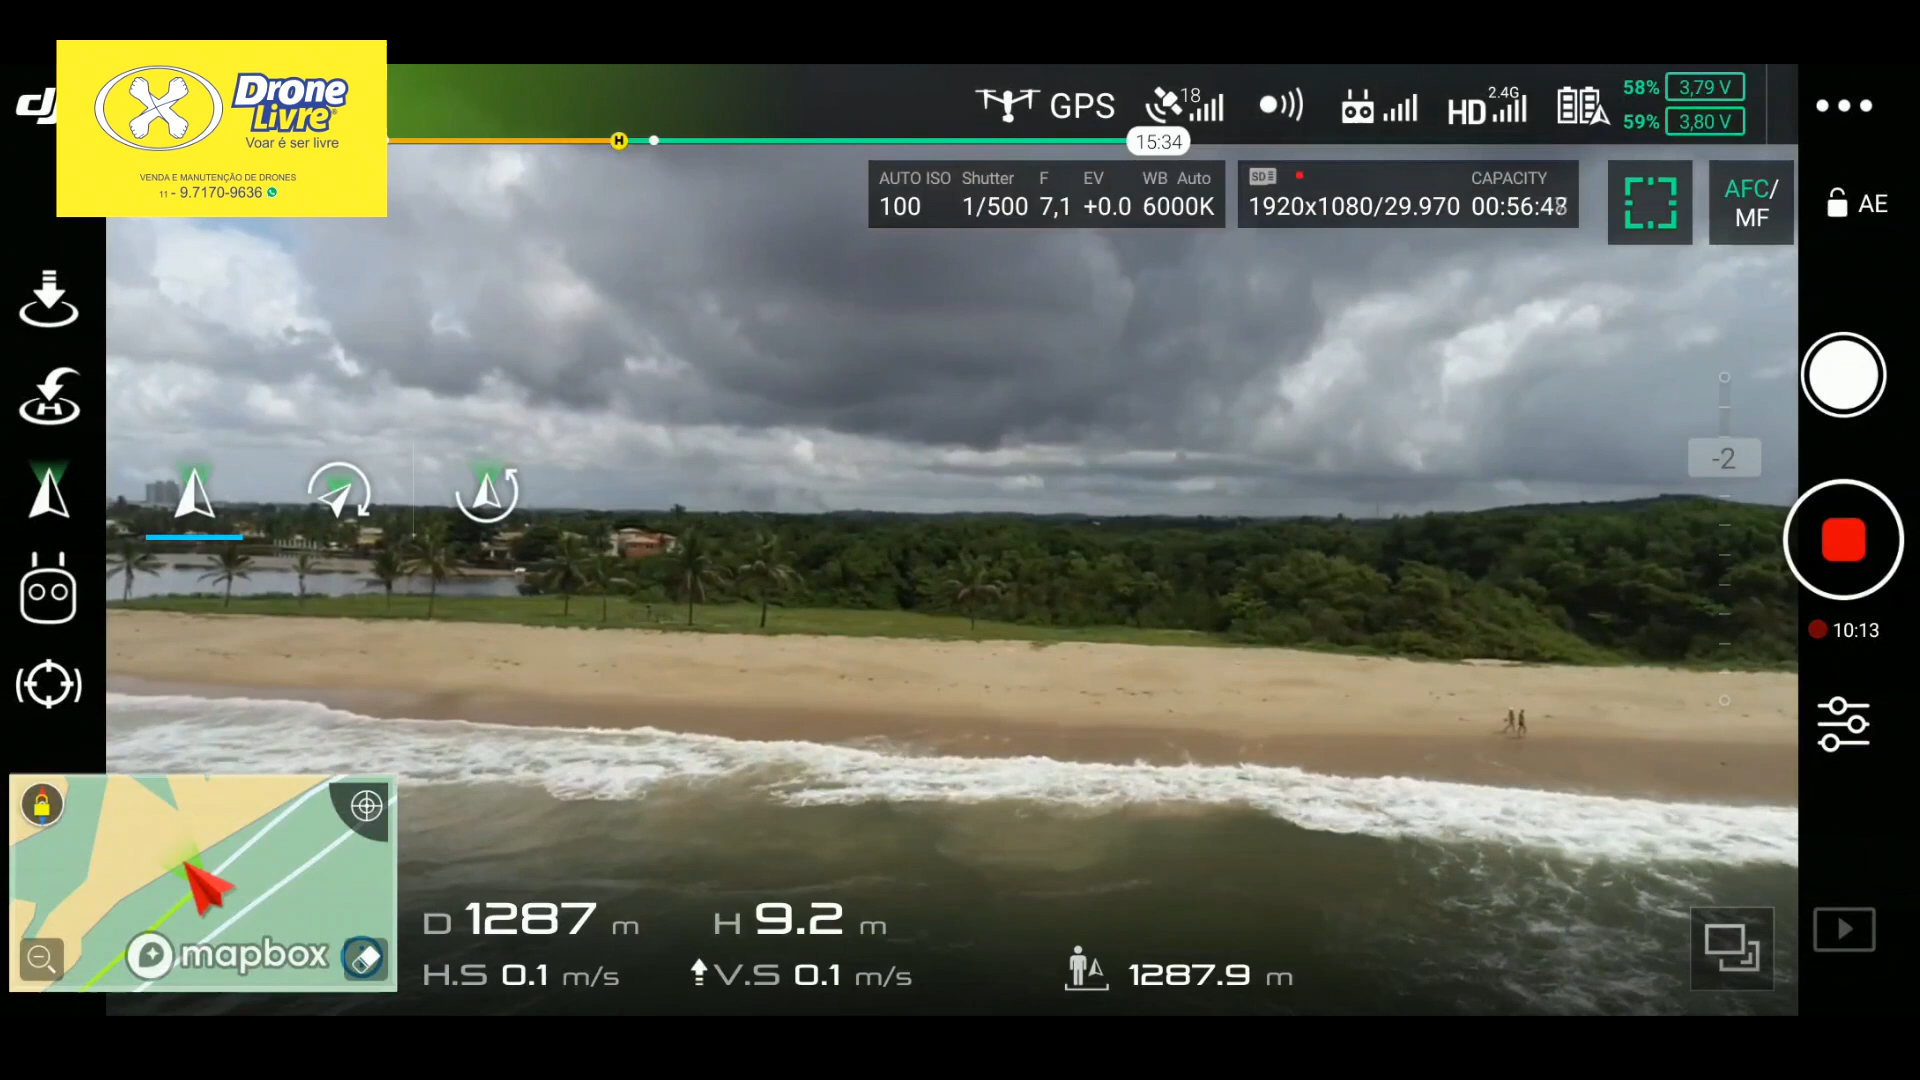 dji
Drone
Livre®
Voar é ser livre
VENDA E MANUTENÇÃO DE DRONES
11 - 9.7170-9636
GPS
18
HD 2.4G
58% 3,79 V
59% 3,80 V
H
15:34
AUTO ISO Shutter F EV WB Auto
100 1/500 7,1 +0.0 6000K
SD CAPACITY
1920x1080/29.970 00:56:48
AFC/
MF
AE
-2
10:13
mapbox
D 1287 m H 9.2 m
H.S 0.1 m/s V.S 0.1 m/s 1287.9 m